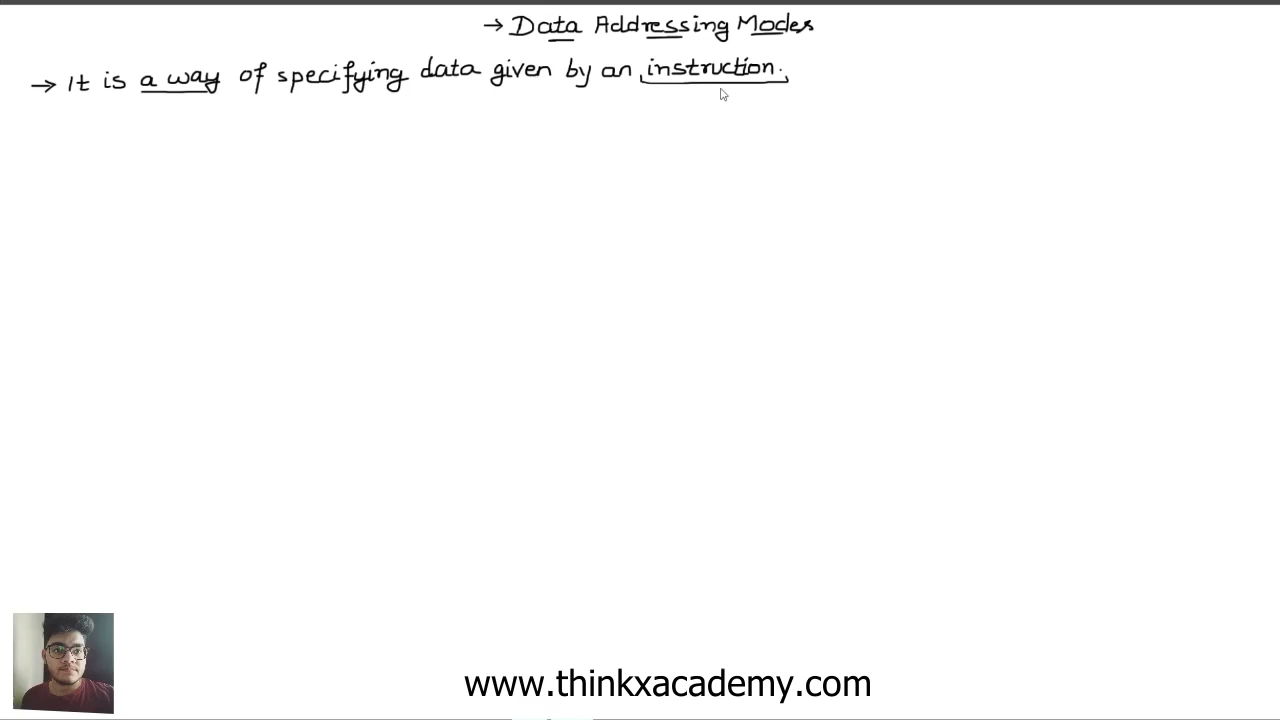 → Data Addressing Modes
→ It is a way of specifying data given by an instruction.
www.thinkxacademy.com